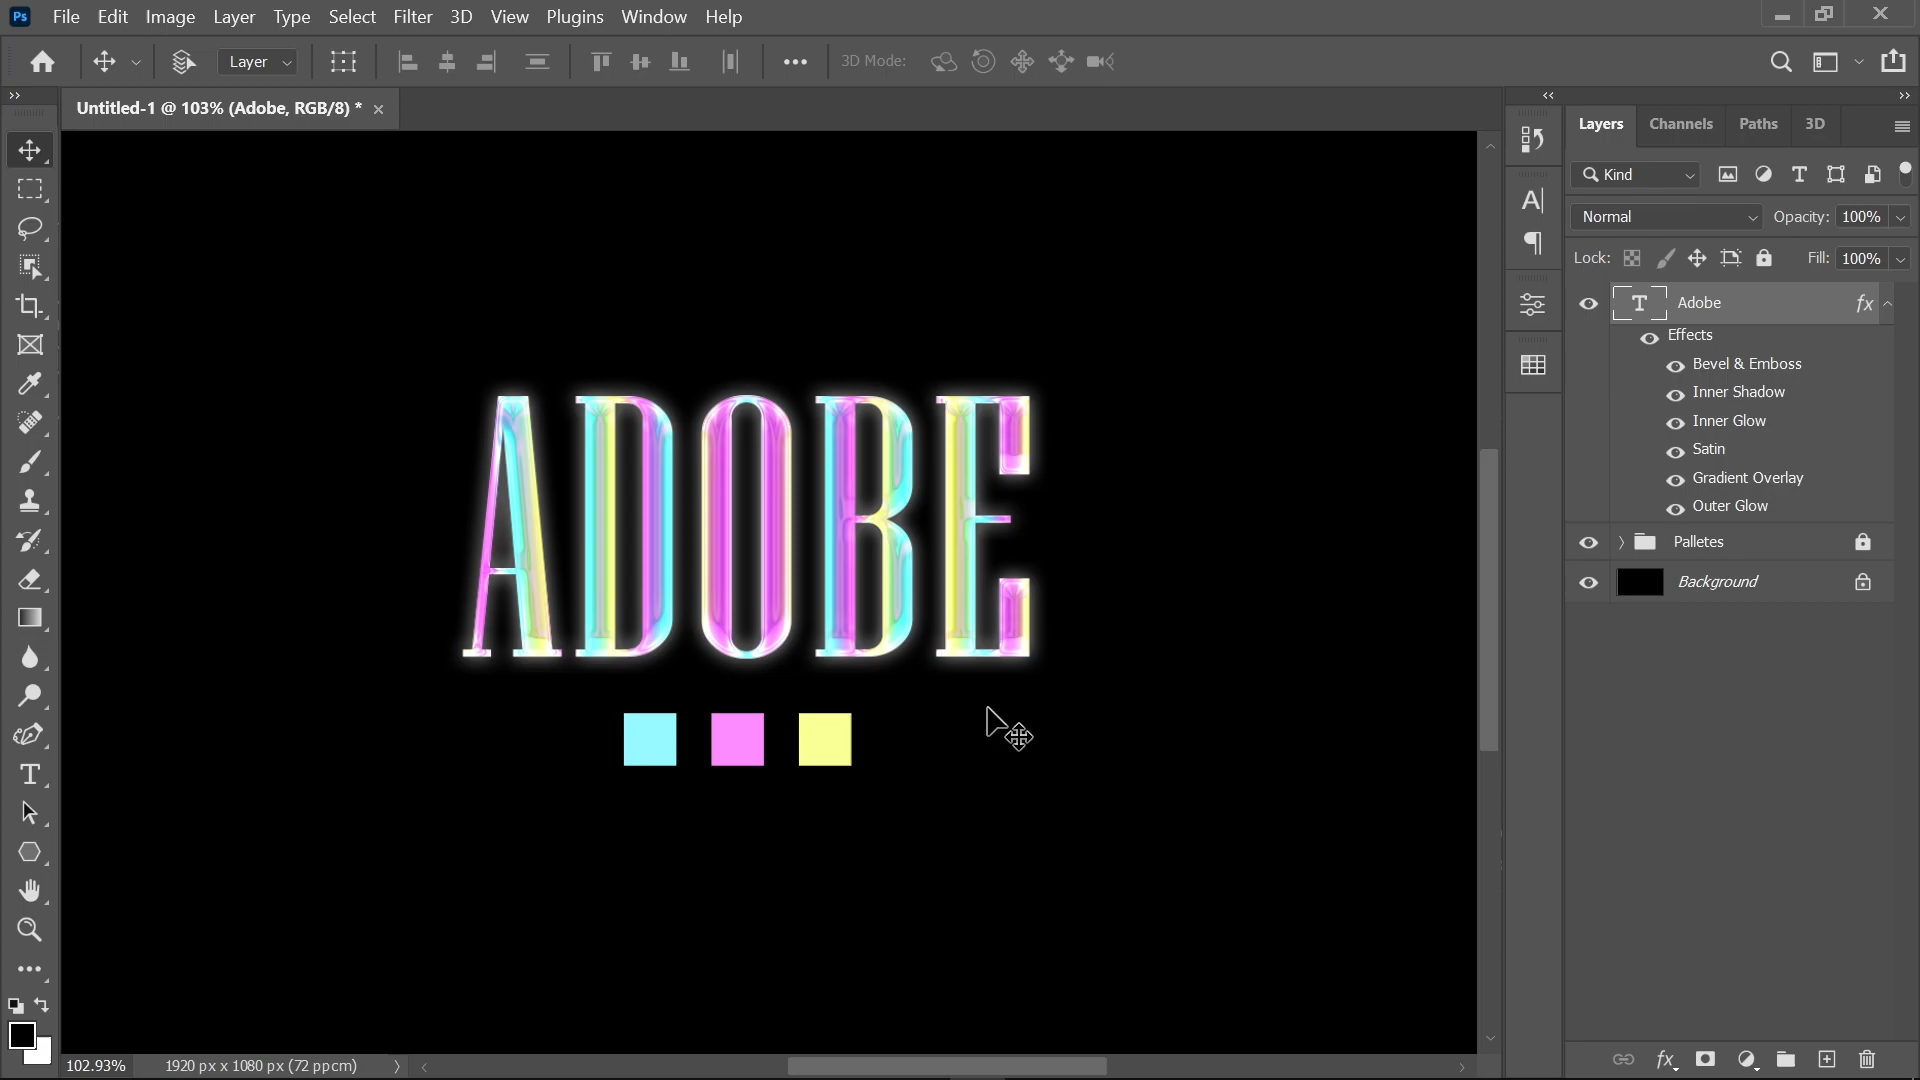 Ps File Edit Image Layer Type Select Filter 3D View Plugins Window Help
Layer 3D Mode:
Untitled-1 @ 103% (Adobe, RGB/8) *
Layers Channels Paths 3D
Kind
Normal Opacity: 100%
Lock: Fill: 100%
Adobe fx
Effects
Bevel & Emboss
Inner Shadow
Inner Glow
Satin
Gradient Overlay
Outer Glow
Palletes
Background
ADOBE
102.93% 1920 px x 1080 px (72 ppcm)
fx